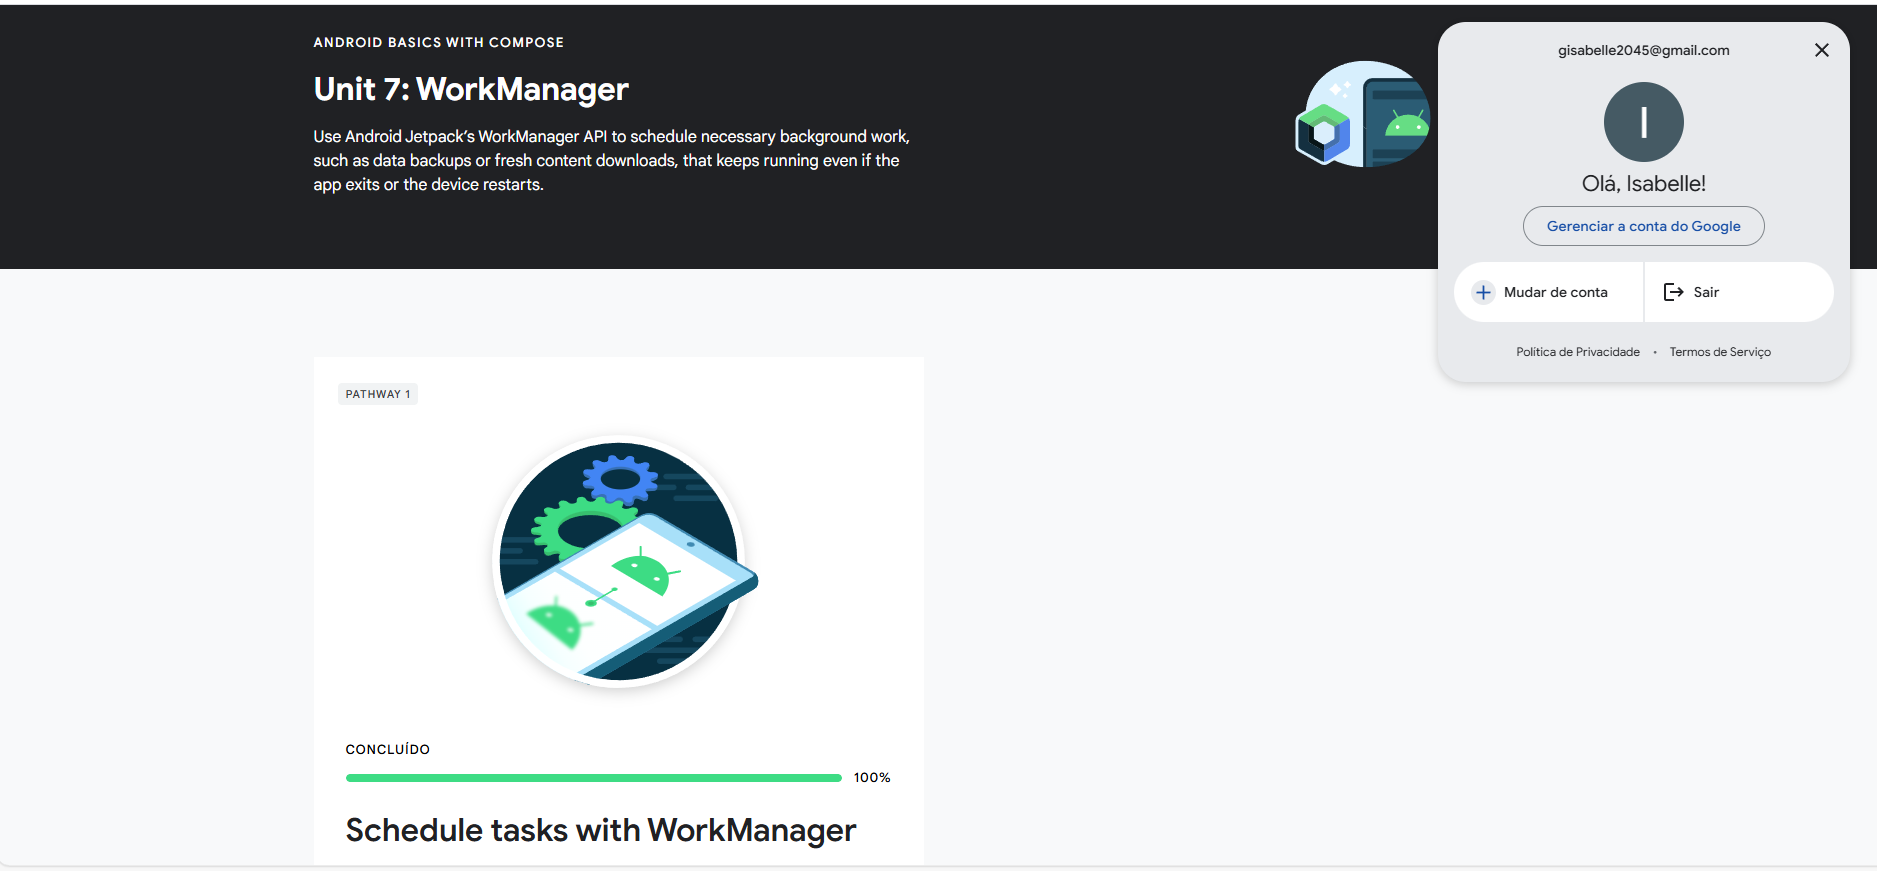 ANDROID BASICS WITH COMPOSE
Unit 7: WorkManager
Use Android Jetpack’s WorkManager API to schedule necessary background work,
such as data backups or fresh content downloads, that keeps running even if the
app exits or the device restarts.
gisabelle2045@gmail.com
I
Olá, Isabelle!
Gerenciar a conta do Google
Mudar de conta
Sair
Política de Privacidade • Termos de Serviço
PATHWAY 1
CONCLUÍDO
100%
Schedule tasks with WorkManager